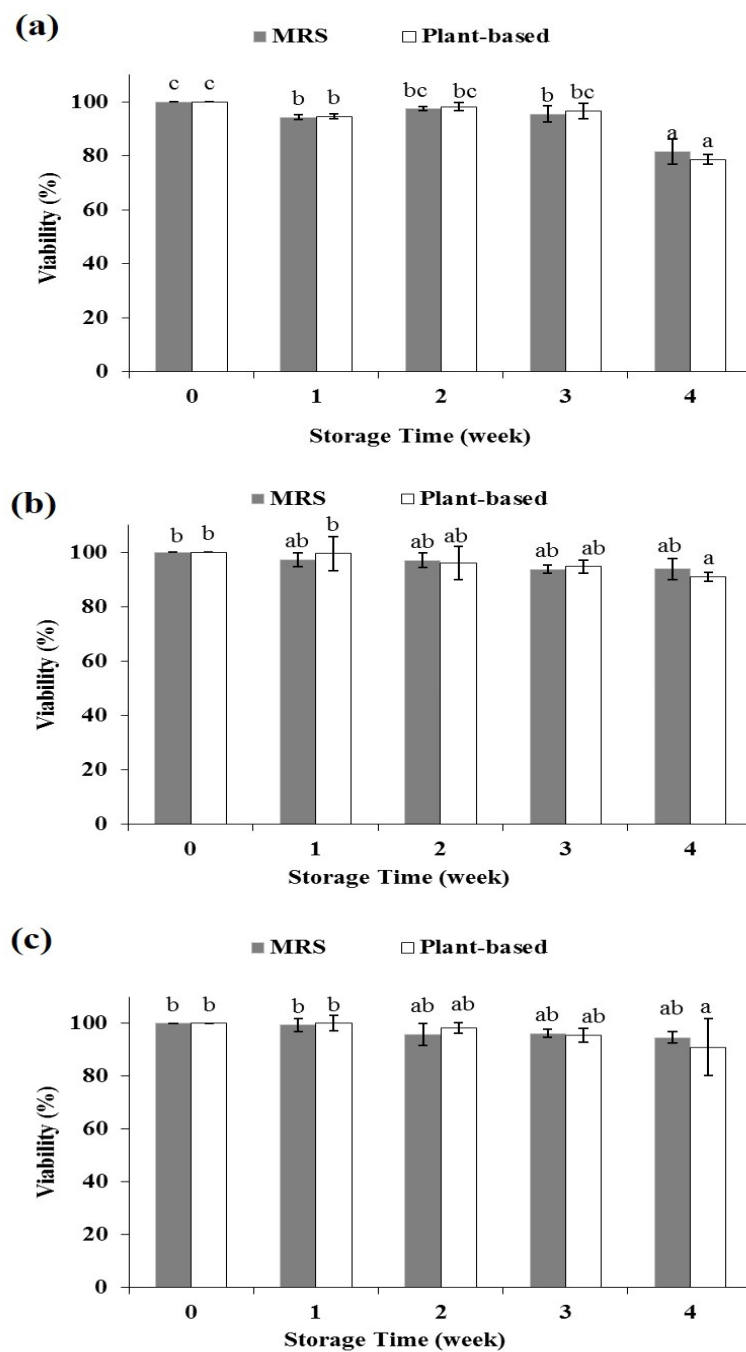 (a)
MRS Plant-based
c c b b bc bc b bc a a
Viability (%)
100
80
60
40
20
0
0 1 2 3 4
Storage Time (week)
(b)
MRS Plant-based
b b ab b ab ab ab ab ab a
Viability (%)
100
80
60
40
20
0
0 1 2 3 4
Storage Time (week)
(c)
MRS Plant-based
b b b b ab ab ab ab ab a
Viability (%)
100
80
60
40
20
0
0 1 2 3 4
Storage Time (week)